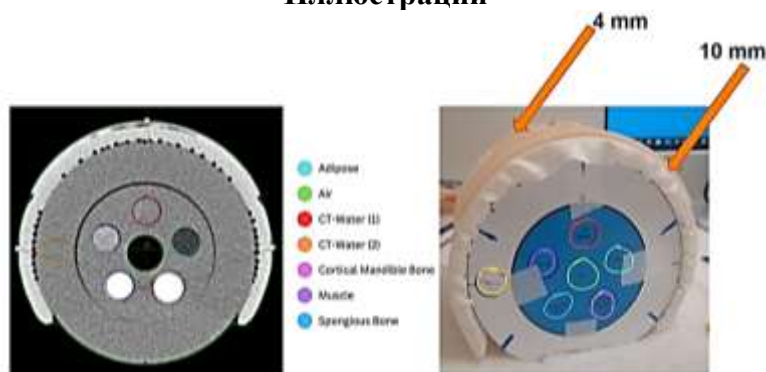 Иллюстрации
4 mm
10 mm
Adipose
Air
CT-Water (1)
CT-Water (2)
Cortical Mandible Bone
Muscle
Spongious Bone